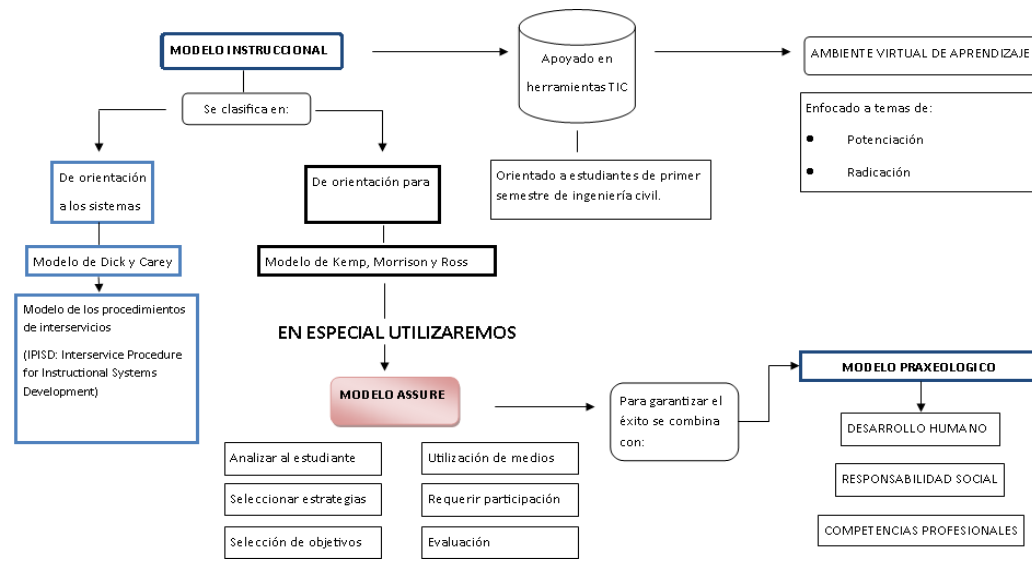 MODELO INSTRUCCIONAL
Apoyado en
herramientas TIC
AMBIENTE VIRTUAL DE APRENDIZAJE
Se clasifica en:
Enfocado a temas de:
● Potenciación
● Radicación
De orientación
a los sistemas
De orientación para
Orientado a estudiantes de primer
semestre de ingeniería civil.
Modelo de Dick y Carey
Modelo de Kemp, Morrison y Ross
Modelo de los procedimientos
de interservicios
(IPISD: Interservice Procedure
for Instructional Systems
Development)
EN ESPECIAL UTILIZAREMOS
MODELO ASSURE
Para garantizar el
éxito se combina
con:
MODELO PRAXEOLOGICO
DESARROLLO HUMANO
RESPONSABILIDAD SOCIAL
COMPETENCIAS PROFESIONALES
Analizar al estudiante
Utilización de medios
Seleccionar estrategias
Requerir participación
Selección de objetivos
Evaluación